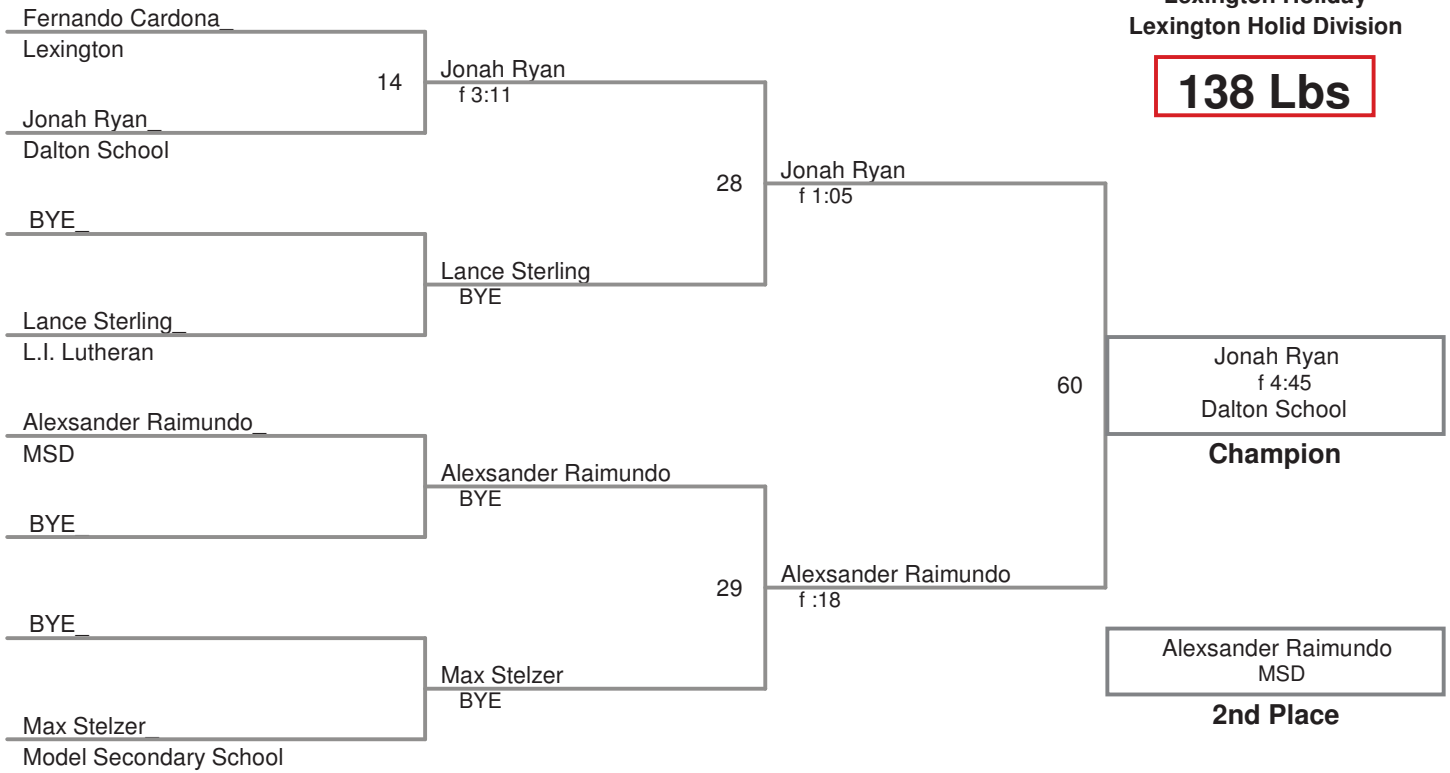 Lexington Holiday
Lexington Holid Division
138 Lbs
Fernando Cardona_
Lexington
14
Jonah Ryan
f 3:11
Jonah Ryan_
Dalton School
28
Jonah Ryan
f 1:05
BYE_
Lance Sterling
BYE
Lance Sterling_
L.I. Lutheran
60
Jonah Ryan
f 4:45
Dalton School
Champion
Alexsander Raimundo_
MSD
Alexsander Raimundo
BYE
BYE_
29
Alexsander Raimundo
f :18
BYE_
Max Stelzer
BYE
Max Stelzer_
Model Secondary School
Alexsander Raimundo
MSD
2nd Place